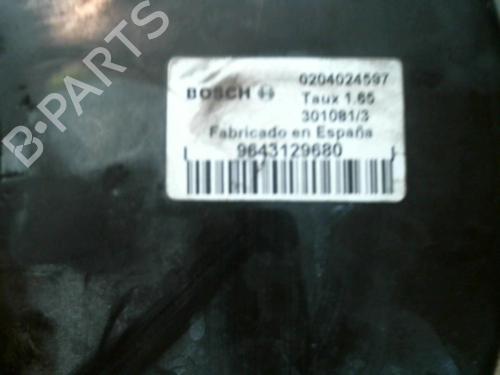 B-PARTS
BOSCH 0204024597
Taux 1.65
301081/3
Fabricado en España
9643129680